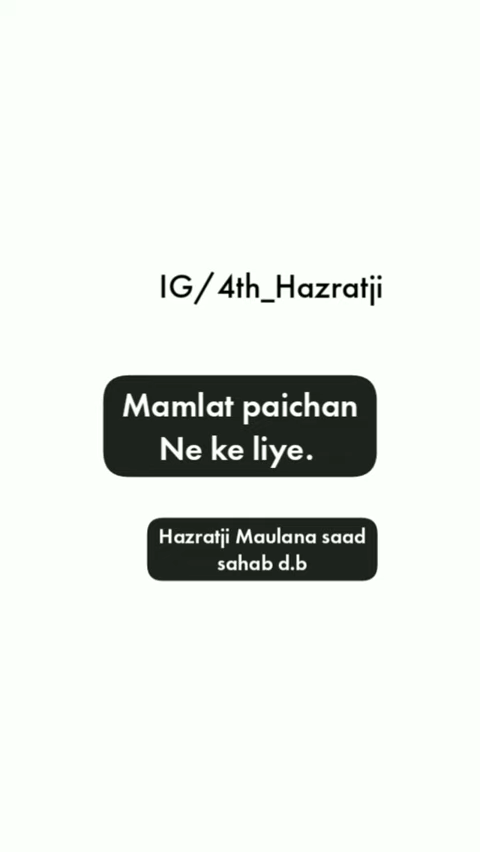 IG/4th_Hazratji
Mamlat paichan
Ne ke liye.
Hazratji Maulana saad
sahab d.b